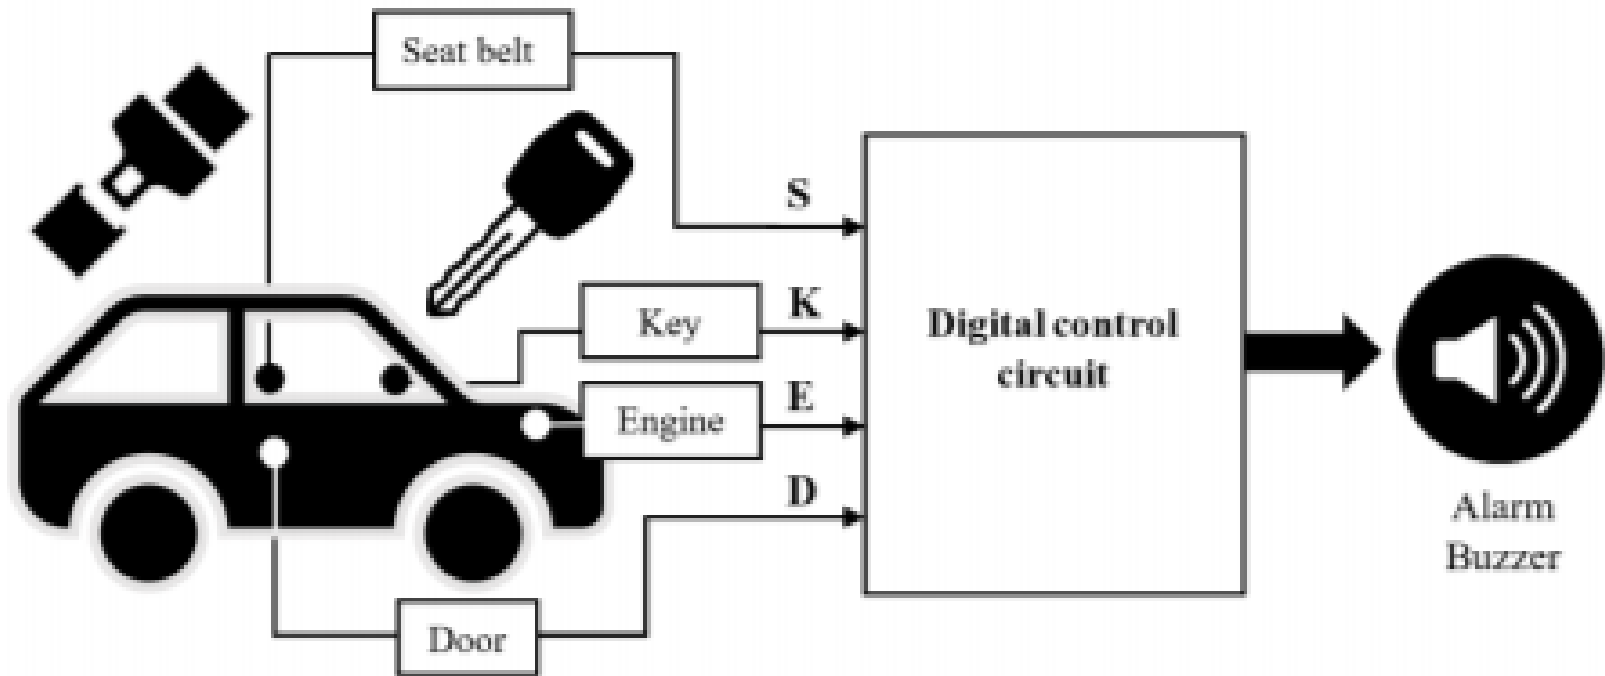 Seat belt
S
Key
K
Engine
E
D
Door
Digital control
circuit
Alarm
Buzzer